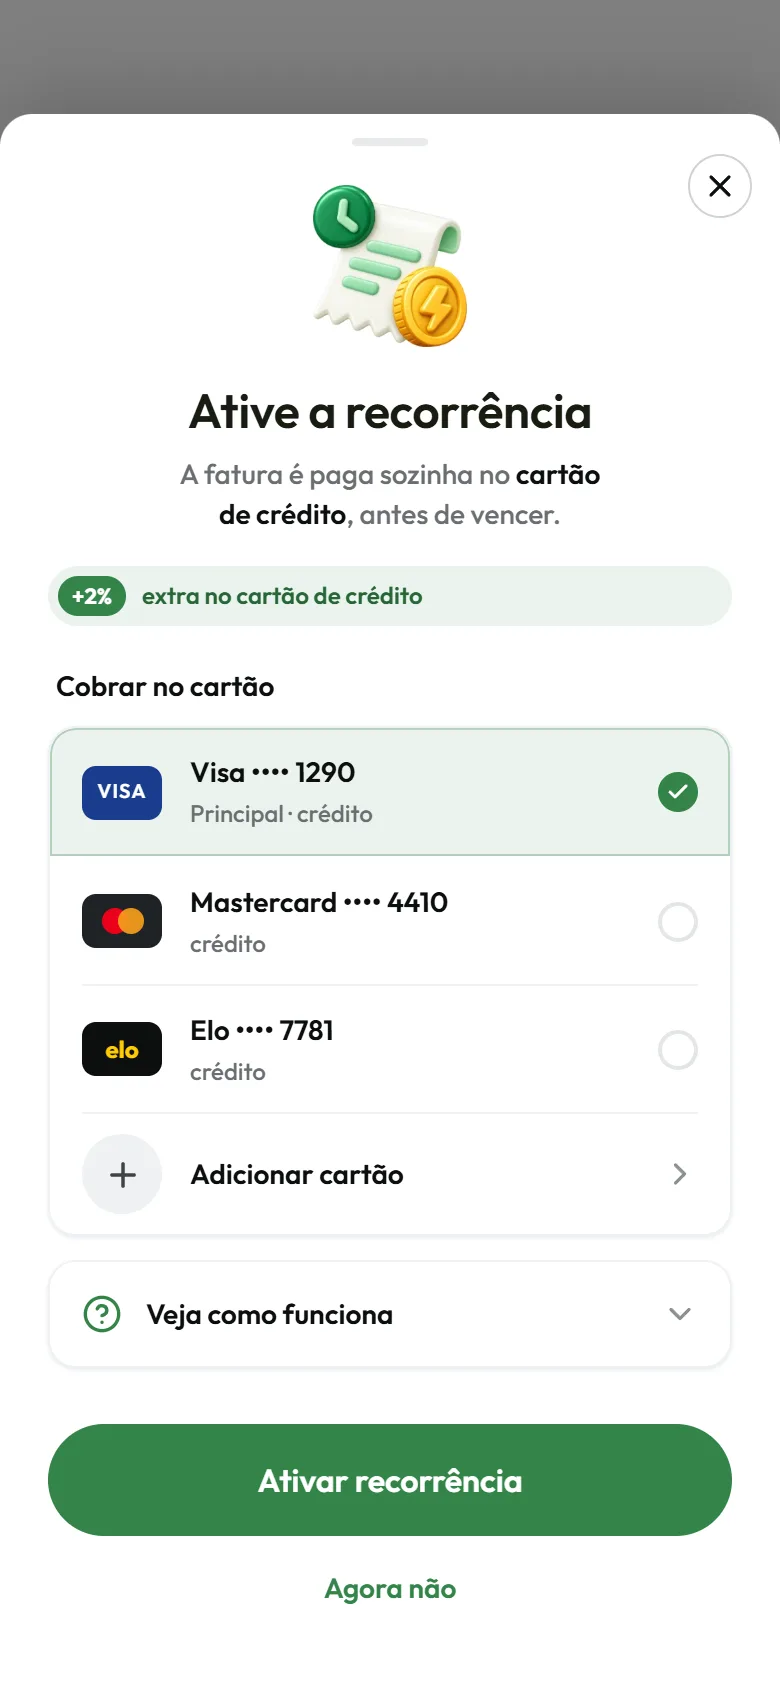 Ative a recorrência
A fatura é paga sozinha no cartão
de crédito, antes de vencer.
+2% extra no cartão de crédito
Cobrar no cartão
VISA
Visa •••• 1290
Principal · crédito
Mastercard •••• 4410
crédito
elo
Elo •••• 7781
crédito
Adicionar cartão
Veja como funciona
Ativar recorrência
Agora não